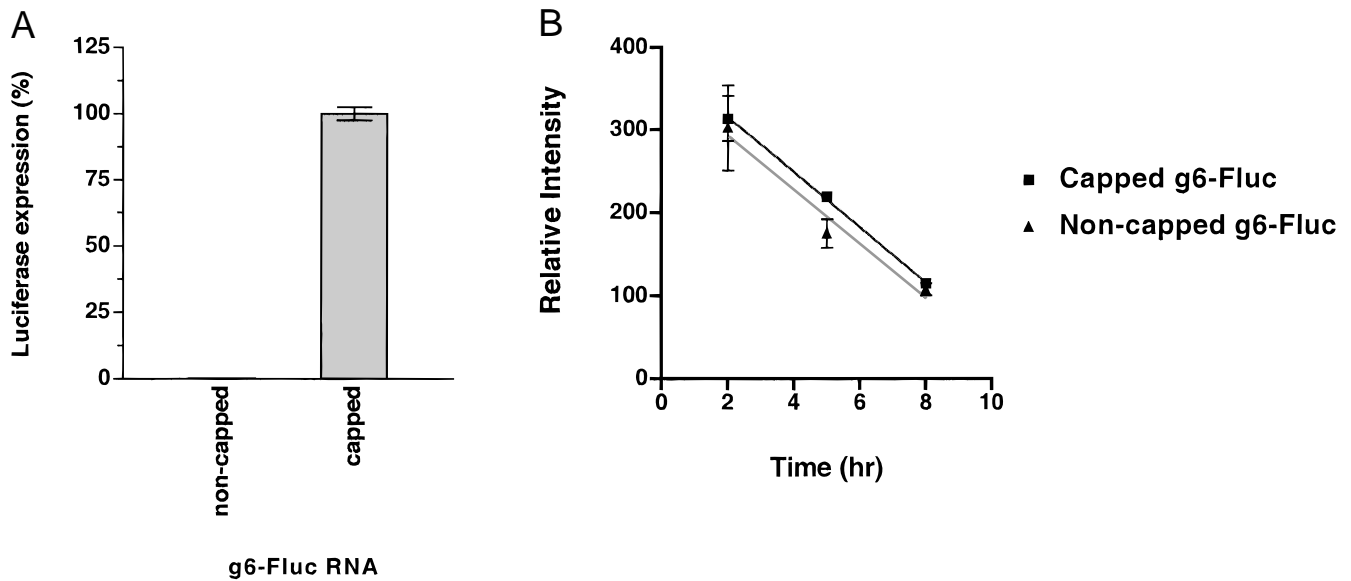 A
Luciferase expression (%)
125
100
75
50
25
0
non-capped
capped
g6-Fluc RNA
B
Relative Intensity
400
300
200
100
0
0 2 4 6 8 10
Time (hr)
Capped g6-Fluc
Non-capped g6-Fluc